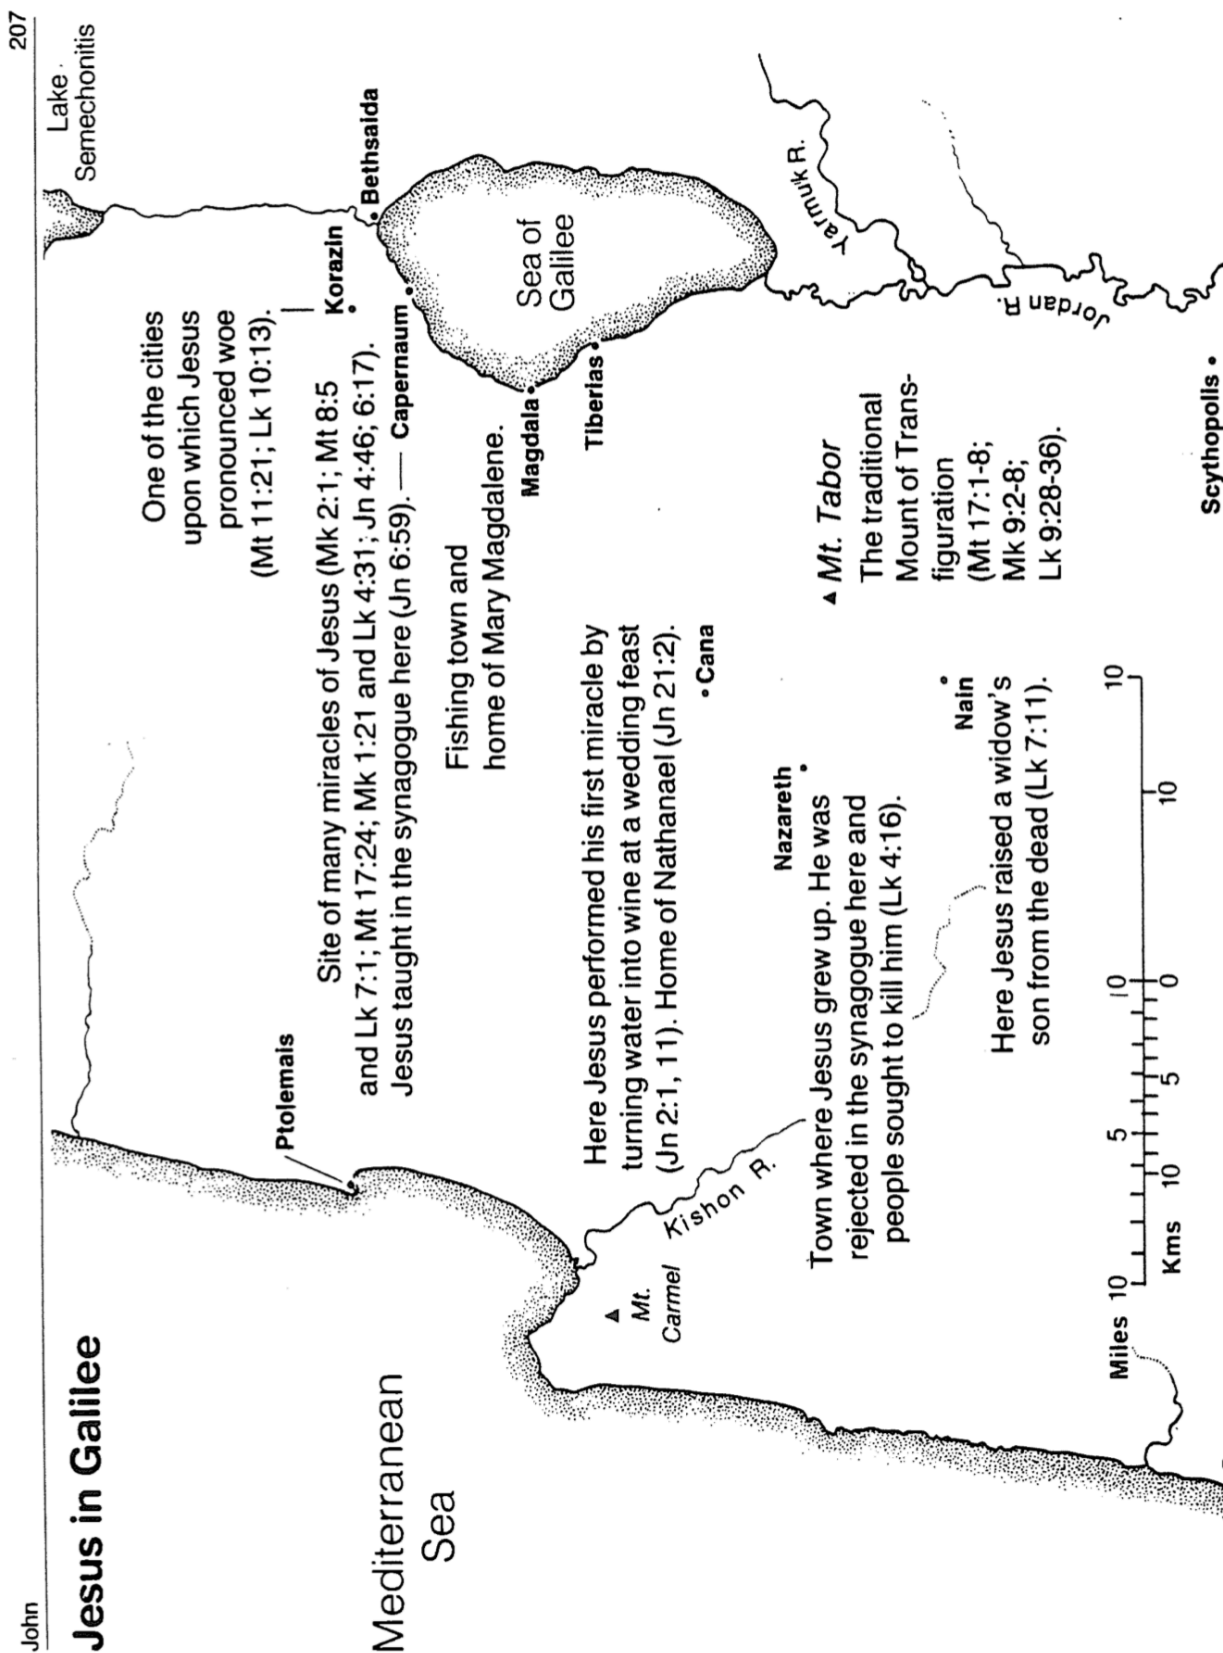 John
207
Jesus in Galilee
Lake
Semechonitis
One of the cities
upon which Jesus
pronounced woe
(Mt 11:21; Lk 10:13).
Korazin
Bethsaida
Ptolemais
Site of many miracles of Jesus (Mk 2:1; Mt 8:5
and Lk 7:1; Mt 17:24; Mk 1:21 and Lk 4:31; Jn 4:46; 6:17).
Jesus taught in the synagogue here (Jn 6:59). — Capernaum
Mediterranean
Sea
Fishing town and
home of Mary Magdalene.
Magdala
Sea of
Galilee
Tiberias
Here Jesus performed his first miracle by
turning water into wine at a wedding feast
(Jn 2:1, 11). Home of Nathanael (Jn 21:2).
Cana
Mt.
Carmel
Kishon R.
Nazareth
Town where Jesus grew up. He was
rejected in the synagogue here and
people sought to kill him (Lk 4:16).
Mt. Tabor
The traditional
Mount of Trans-
figuration
(Mt 17:1-8;
Mk 9:2-8;
Lk 9:28-36).
Yarmuk R.
Jordan R.
Nain
Here Jesus raised a widow's
son from the dead (Lk 7:11).
Scythopolis
Miles 10 5 0 10
Kms 10 5 0 10